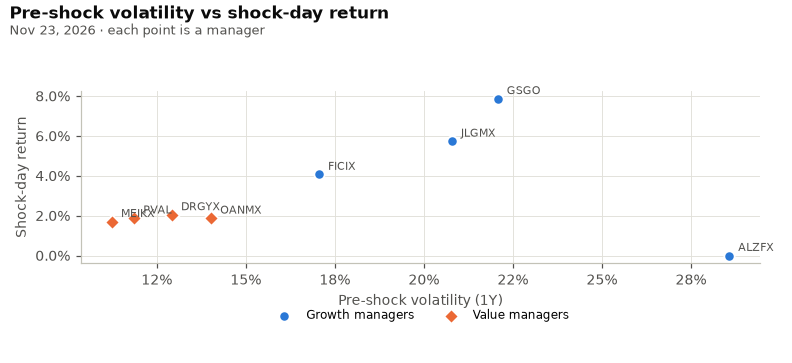 Pre-shock volatility vs shock-day return
Nov 23, 2026 · each point is a manager
8.0%
6.0%
4.0%
2.0%
0.0%
Shock-day return
GSGO
JLGMX
FICIX
MEIKX
PVAL
DRGYX
OANMX
ALZFX
12%
15%
18%
20%
22%
25%
28%
Pre-shock volatility (1Y)
Growth managers
Value managers